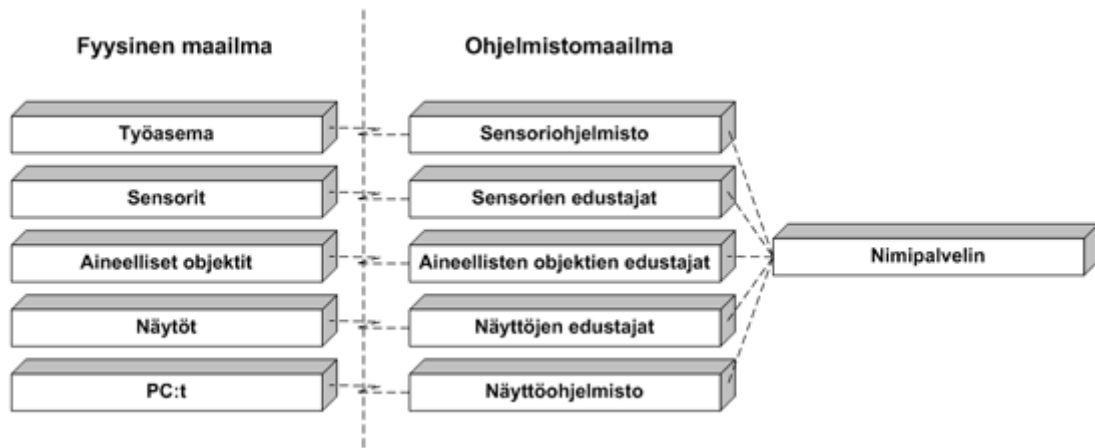 Fyysinen maailma
Ohjelmistomaailma
Työasema
Sensoriohjelmisto
Sensorit
Sensorien edustajat
Aineelliset objektit
Aineellisten objektien edustajat
Nimipalvelin
Näytöt
Näyttöjen edustajat
PC:t
Näyttöohjelmisto